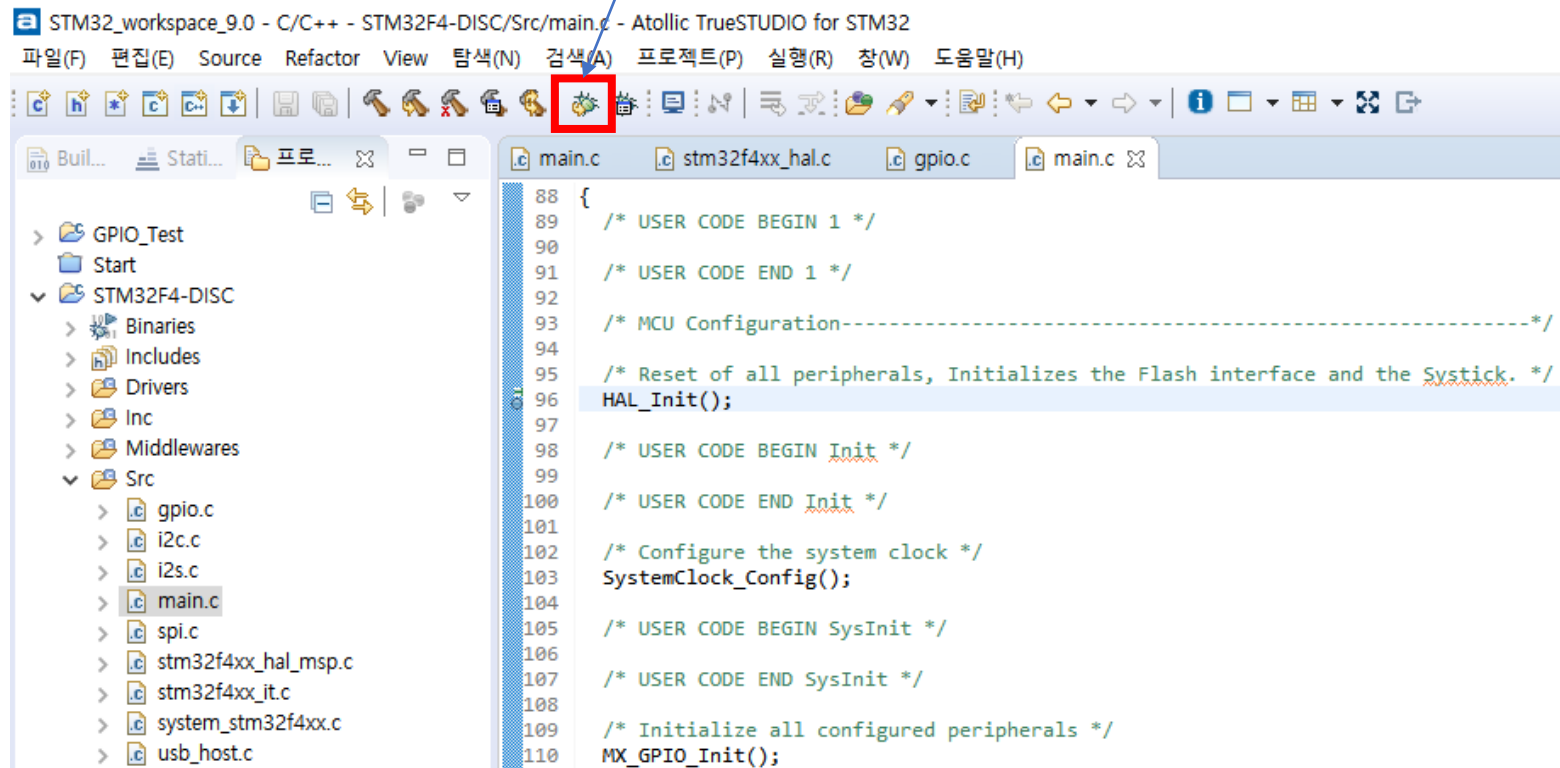 STM32_workspace_9.0 - C/C++ - STM32F4-DISC/Src/main.c - Atollic TrueSTUDIO for STM32
파일(F) 편집(E) Source Refactor View 탐색(N) 검색(A) 프로젝트(P) 실행(R) 창(W) 도움말(H)
Buil... Stati... 프로...
main.c stm32f4xx_hal.c gpio.c main.c
GPIO_Test
Start
STM32F4-DISC
Binaries
Includes
Drivers
Inc
Middlewares
Src
gpio.c
i2c.c
i2s.c
main.c
spi.c
stm32f4xx_hal_msp.c
stm32f4xx_it.c
system_stm32f4xx.c
usb_host.c
88 {
89 /* USER CODE BEGIN 1 */
90
91 /* USER CODE END 1 */
92
93 /* MCU Configuration----------------------------------------------------------*/
94
95 /* Reset of all peripherals, Initializes the Flash interface and the Systick. */
96 HAL_Init();
97
98 /* USER CODE BEGIN Init */
99
100 /* USER CODE END Init */
101
102 /* Configure the system clock */
103 SystemClock_Config();
104
105 /* USER CODE BEGIN SysInit */
106
107 /* USER CODE END SysInit */
108
109 /* Initialize all configured peripherals */
110 MX_GPIO_Init();